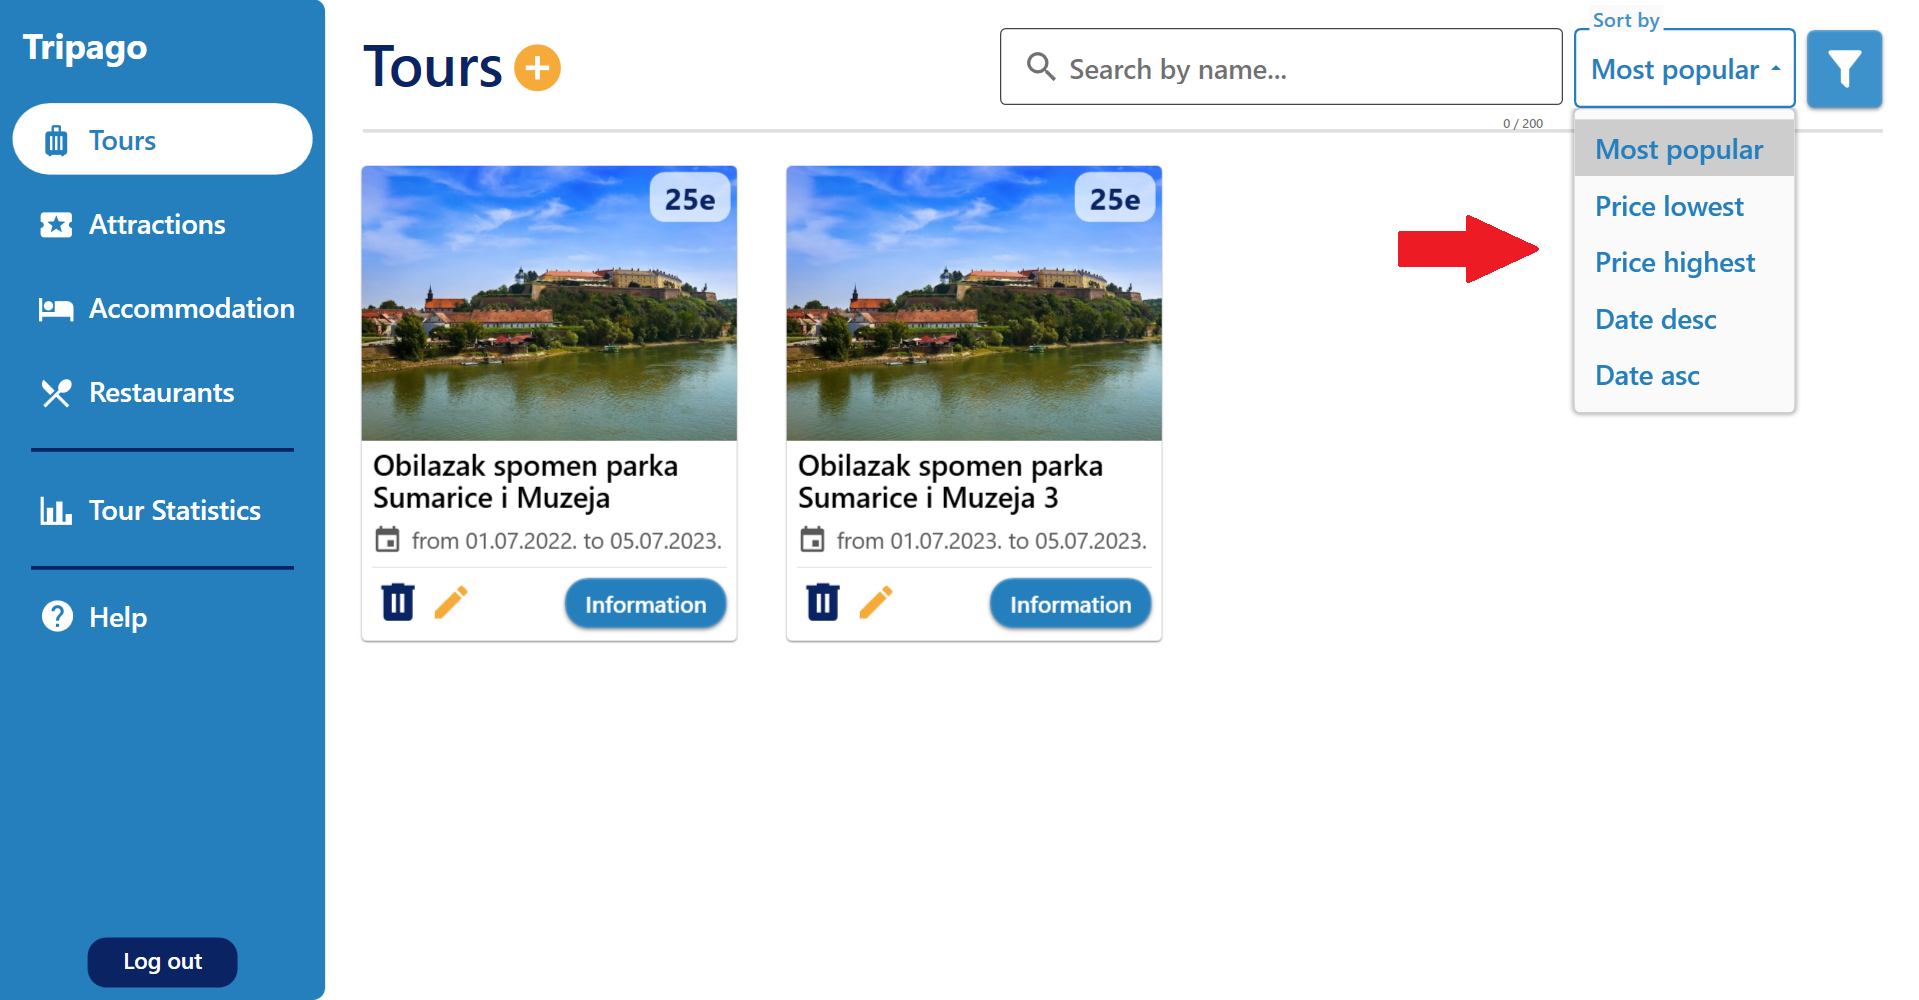 Tripago
Tours
Attractions
Accommodation
Restaurants
Tour Statistics
Help
Log out
Tours
Search by name...
0 / 200
Sort by
Most popular
Most popular
Price lowest
Price highest
Date desc
Date asc
25e
Obilazak spomen parka
Sumarice i Muzeja
from 01.07.2022. to 05.07.2023.
Information
25e
Obilazak spomen parka
Sumarice i Muzeja 3
from 01.07.2023. to 05.07.2023.
Information